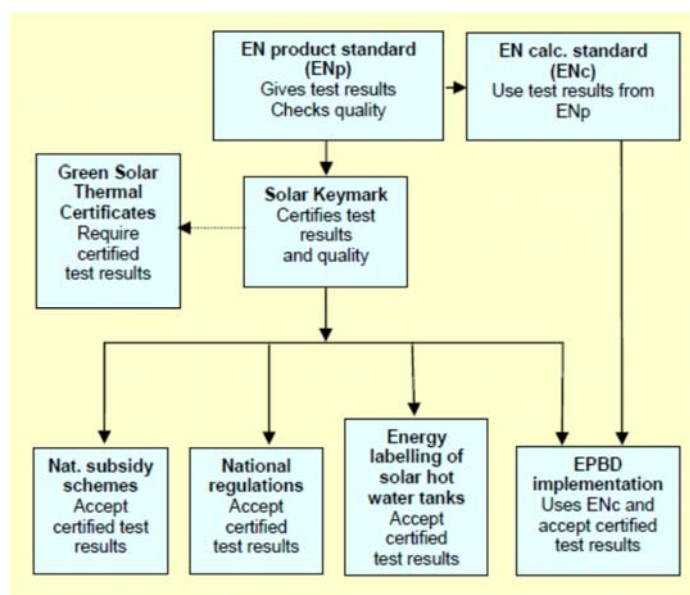 EN product standard
(ENp)
Gives test results
Checks quality
EN calc. standard
(ENc)
Use test results from
ENp
Green Solar
Thermal
Certificates
Require
certified
test results
Solar Keymark
Certifies test
results
and quality
Nat. subsidy
schemes
Accept
certified test
results
National
regulations
Accept
certified
test results
Energy
labelling of
solar hot
water tanks
Accept
certified
test results
EPBD
implementation
Uses ENc and
accept certified
test results